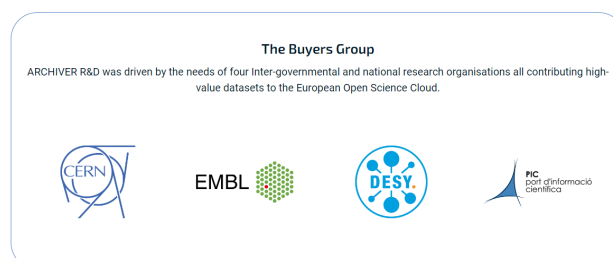 The Buyers Group
ARCHIVER R&D was driven by the needs of four Inter-governmental and national research organisations all contributing high-
value datasets to the European Open Science Cloud.
CERN
EMBL
DESY.
PIC
port d'informació
científica